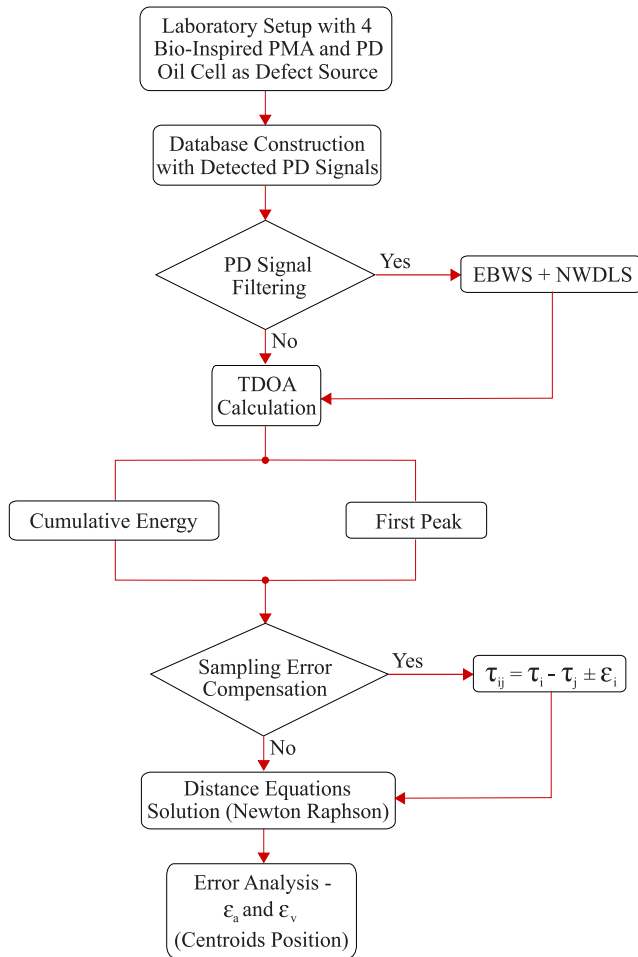 Laboratory Setup with 4
Bio-Inspired PMA and PD
Oil Cell as Defect Source
Database Construction
with Detected PD Signals
PD Signal
Filtering
Yes
EBWS + NWDLS
No
TDOA
Calculation
Cumulative Energy
First Peak
Sampling Error
Compensation
Yes
τij = τi - τj ± εi
No
Distance Equations
Solution (Newton Raphson)
Error Analysis -
εa and εv
(Centroids Position)